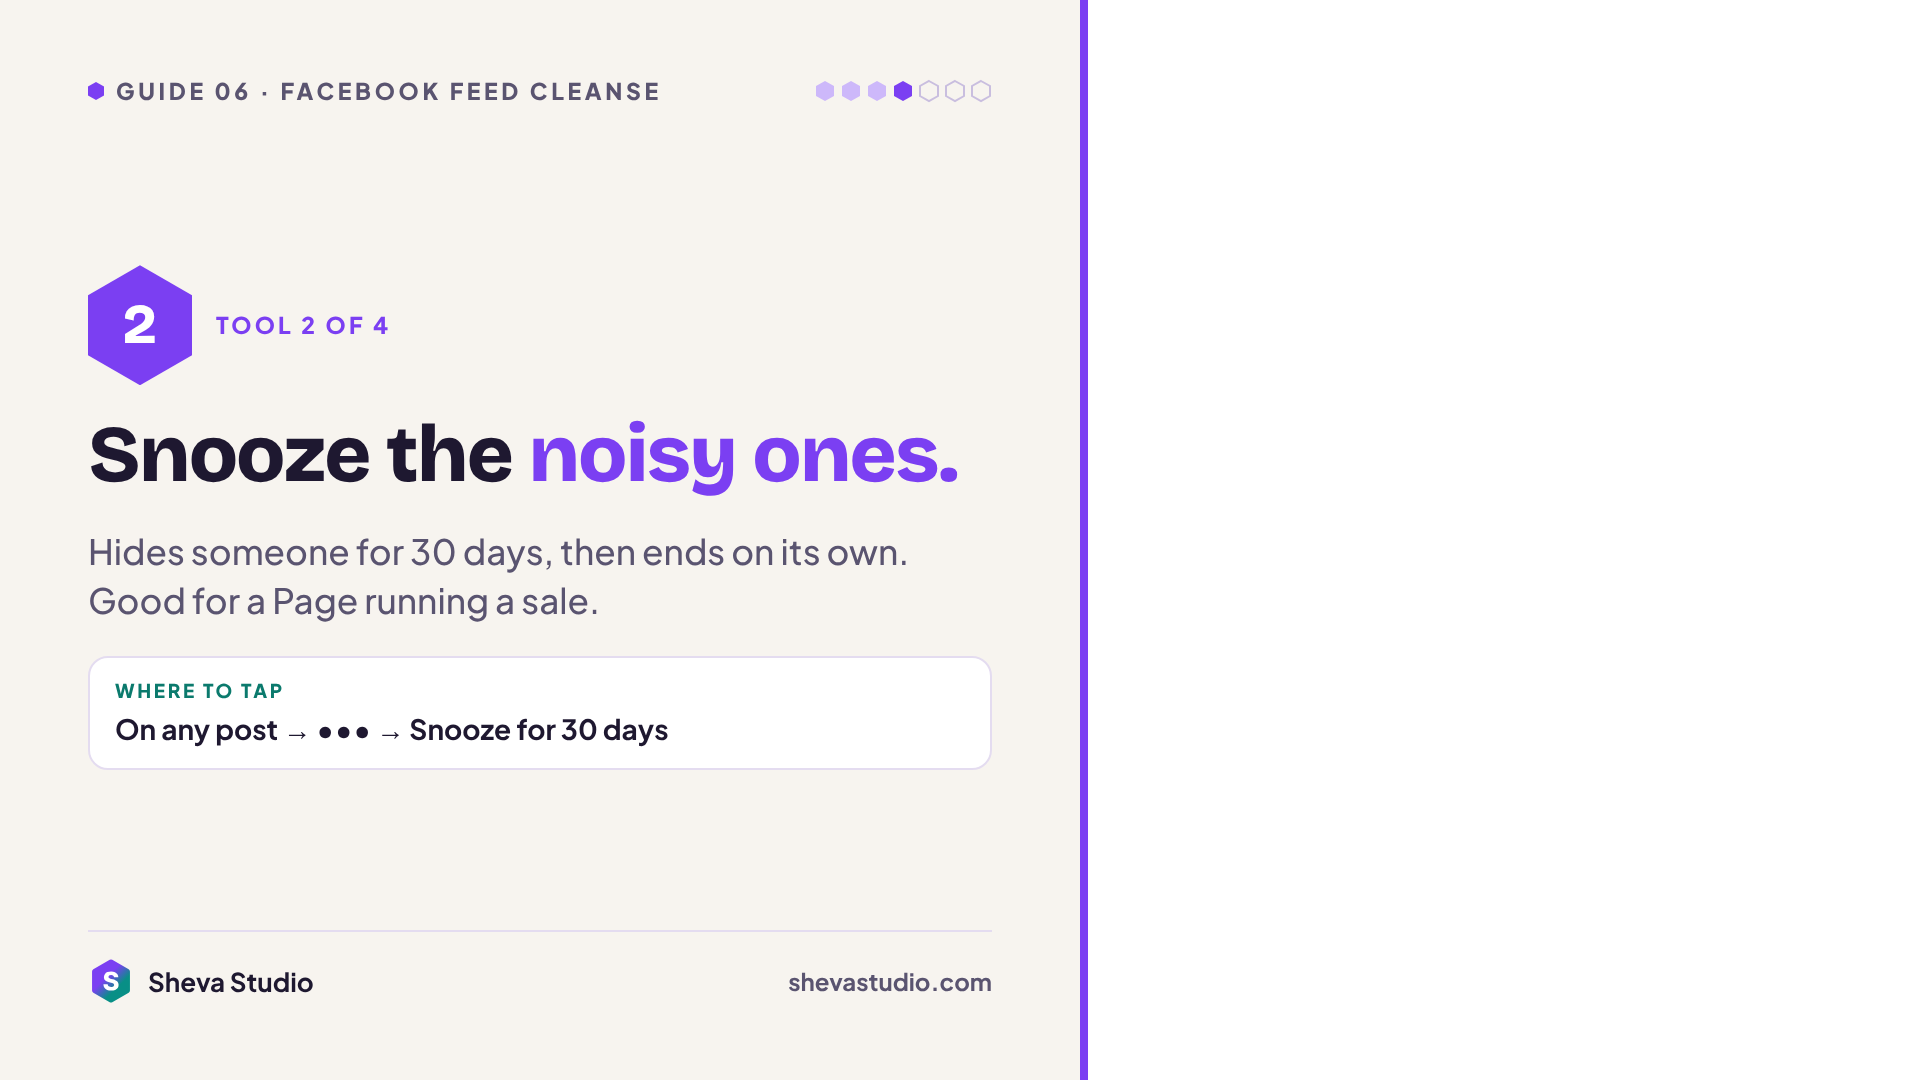 GUIDE 06 · FACEBOOK FEED CLEANSE
2
TOOL 2 OF 4
Snooze the noisy ones.
Hides someone for 30 days, then ends on its own.
Good for a Page running a sale.
WHERE TO TAP
On any post → ●●● → Snooze for 30 days
S Sheva Studio
shevastudio.com